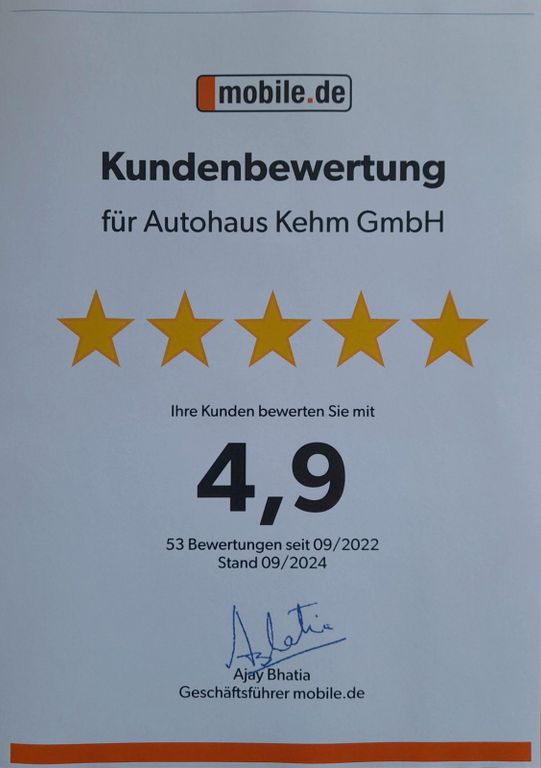 mobile.de
Kundenbewertung
für Autohaus Kehm GmbH
Ihre Kunden bewerten Sie mit
4,9
53 Bewertungen seit 09/2022
Stand 09/2024
ABhatia
Ajay Bhatia
Geschäftsführer mobile.de